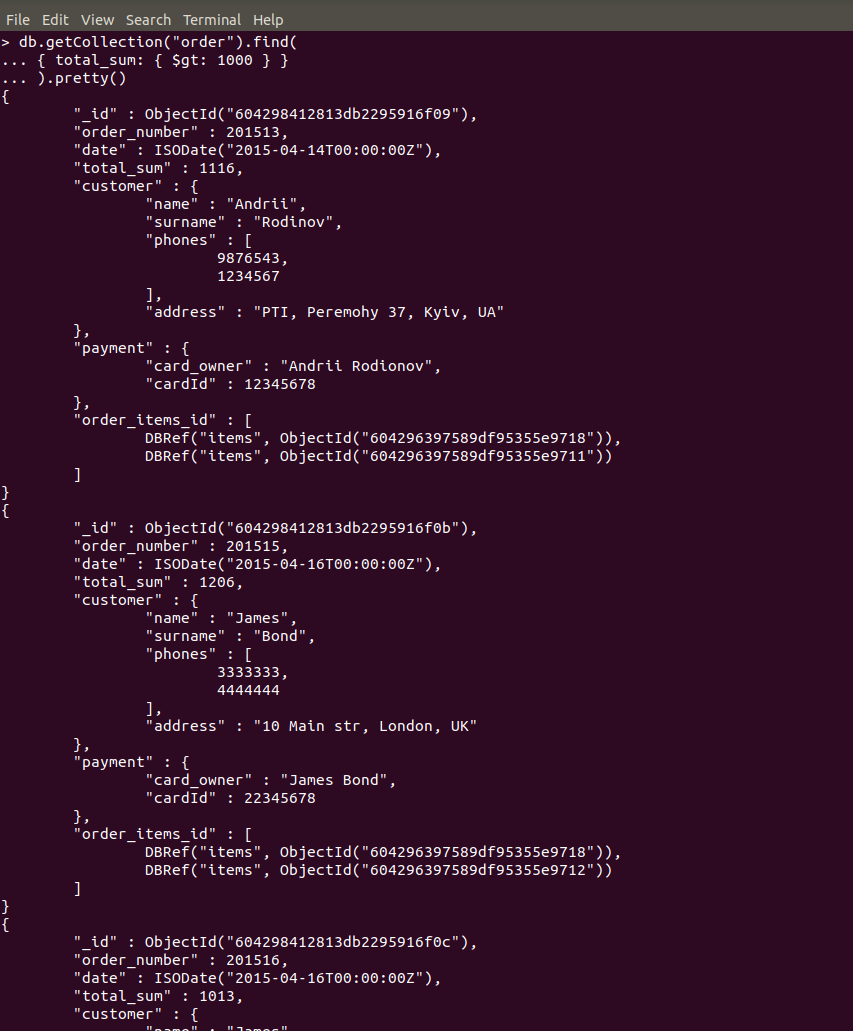 File Edit View Search Terminal Help
> db.getCollection("order").find(
... { total_sum: { $gt: 1000 } }
... ).pretty()
{
"_id" : ObjectId("604298412813db2295916f09"),
"order_number" : 201513,
"date" : ISODate("2015-04-14T00:00:00Z"),
"total_sum" : 1116,
"customer" : {
"name" : "Andrii",
"surname" : "Rodinov",
"phones" : [
9876543,
1234567
],
"address" : "PTI, Peremohy 37, Kyiv, UA"
},
"payment" : {
"card_owner" : "Andrii Rodionov",
"cardId" : 12345678
},
"order_items_id" : [
DBRef("items", ObjectId("604296397589df95355e9718")),
DBRef("items", ObjectId("604296397589df95355e9711"))
]
}
{
"_id" : ObjectId("604298412813db2295916f0b"),
"order_number" : 201515,
"date" : ISODate("2015-04-16T00:00:00Z"),
"total_sum" : 1206,
"customer" : {
"name" : "James",
"surname" : "Bond",
"phones" : [
3333333,
4444444
],
"address" : "10 Main str, London, UK"
},
"payment" : {
"card_owner" : "James Bond",
"cardId" : 22345678
},
"order_items_id" : [
DBRef("items", ObjectId("604296397589df95355e9718")),
DBRef("items", ObjectId("604296397589df95355e9712"))
]
}
{
"_id" : ObjectId("604298412813db2295916f0c"),
"order_number" : 201516,
"date" : ISODate("2015-04-16T00:00:00Z"),
"total_sum" : 1013,
"customer" : {
"name" : "James"